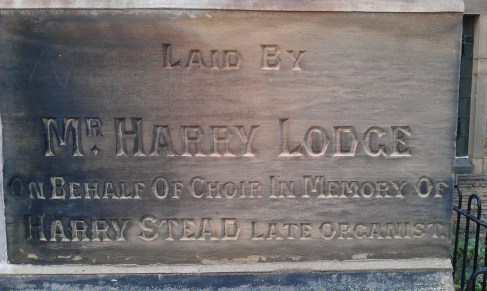 LAID BY
MR. HARRY LODGE
ON BEHALF OF CHOIR IN MEMORY OF
HARRY STEAD LATE ORGANIST.